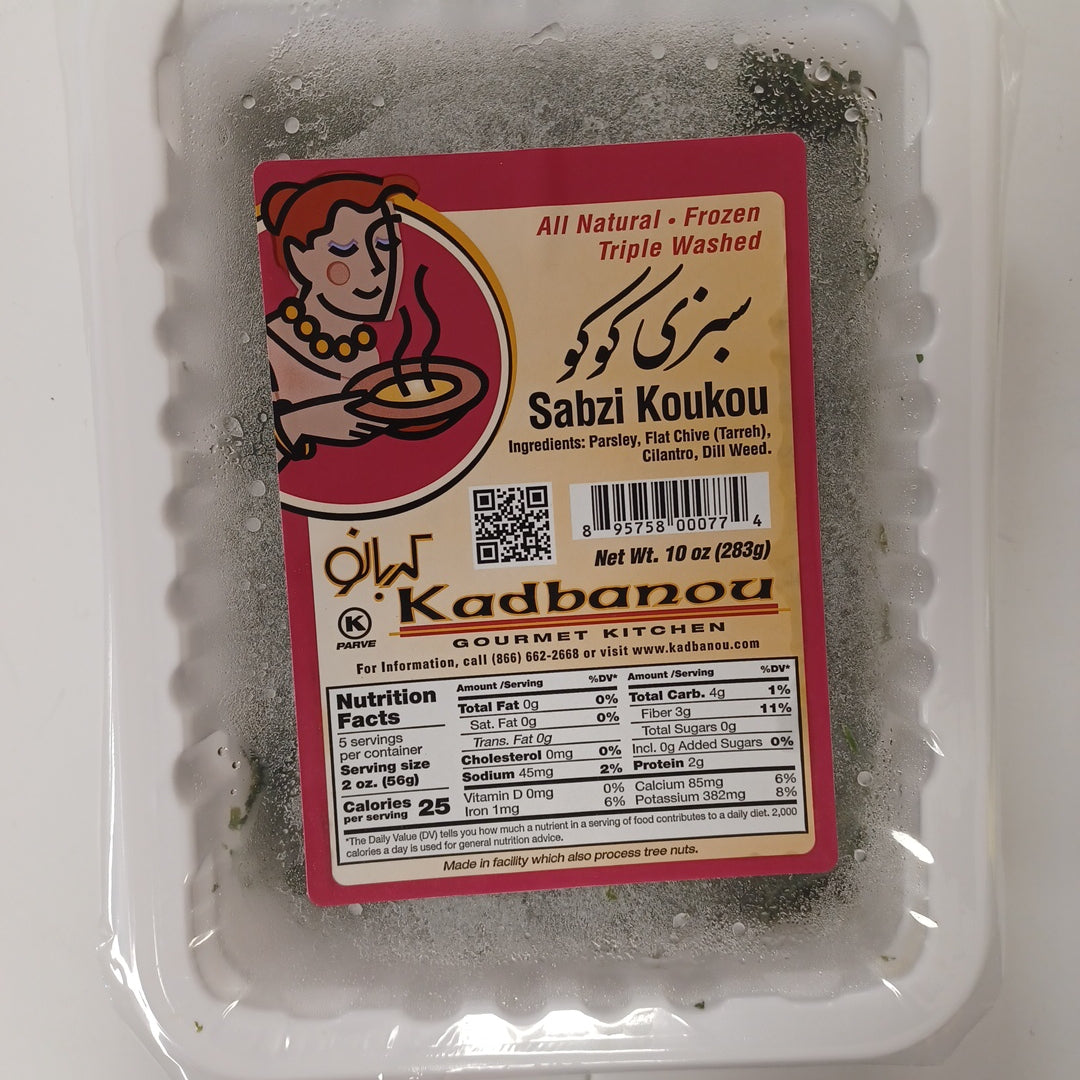 All Natural • Frozen
Triple Washed
سبزی کوکو
Sabzi Koukou
Ingredients: Parsley, Flat Chive (Tarreh),
Cilantro, Dill Weed.
8 95758 00077 4
Net Wt. 10 oz (283g)
کدبانو
Kadbanou
K
PARVE
GOURMET KITCHEN
For Information, call (866) 662-2668 or visit www.kadbanou.com
Nutrition
Facts
5 servings
per container
Serving size
2 oz. (56g)
Calories
per serving 25
Amount /Serving %DV*
Total Fat 0g 0%
Sat. Fat 0g 0%
Trans. Fat 0g
Cholesterol 0mg 0%
Sodium 45mg 2%
Vitamin D 0mg 0%
Iron 1mg 6%
Amount /Serving %DV*
Total Carb. 4g 1%
Fiber 3g 11%
Total Sugars 0g
Incl. 0g Added Sugars 0%
Protein 2g
Calcium 85mg 6%
Potassium 382mg 8%
*The Daily Value (DV) tells you how much a nutrient in a serving of food contributes to a daily diet. 2,000
calories a day is used for general nutrition advice.
Made in facility which also process tree nuts.